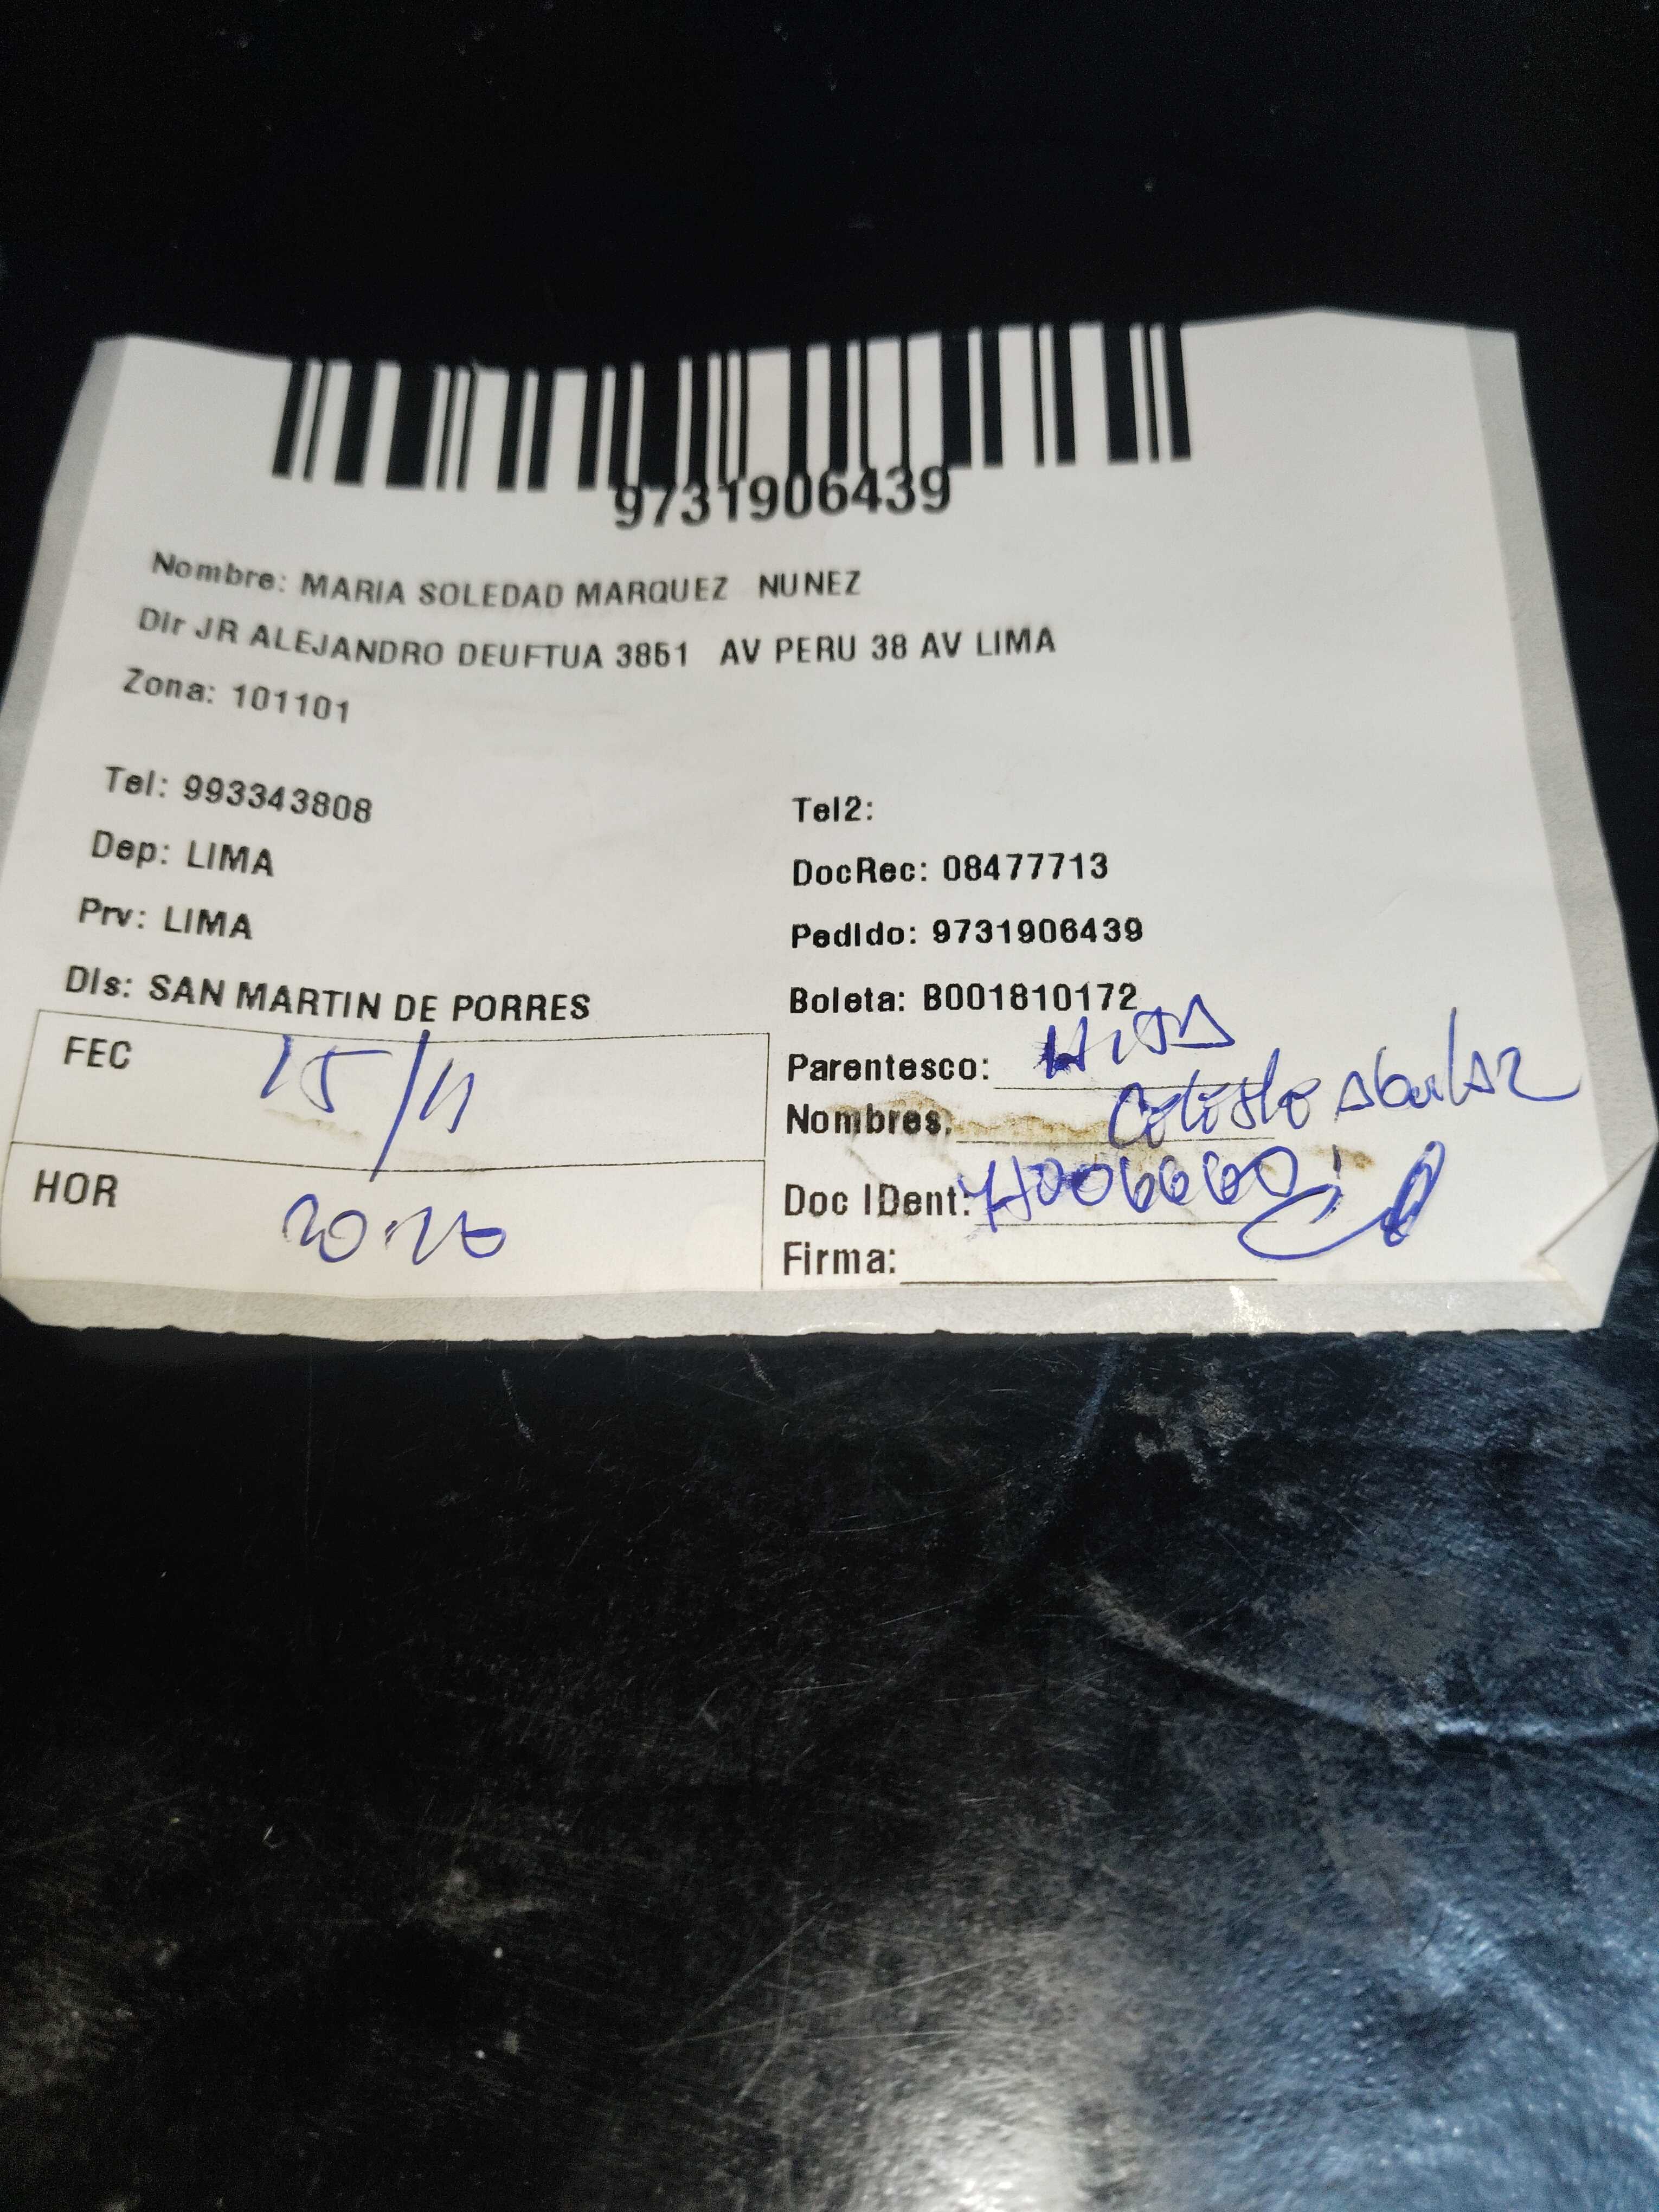 9731906439
Nombre: MARIA SOLEDAD MARQUEZ NUNEZ
Dir JR ALEJANDRO DEUFTUA 3851 AV PERU 38 AV LIMA
Zona: 101101
Tel: 993343808
Tel2:
Dep: LIMA
DocRec: 08477713
Prv: LIMA
Pedido: 9731906439
Dis: SAN MARTIN DE PORRES
Boleta: B001810172
FEC 15/11
Parentesco: HIJA
Nombres.
HOR
Doc IDent:
Firma: